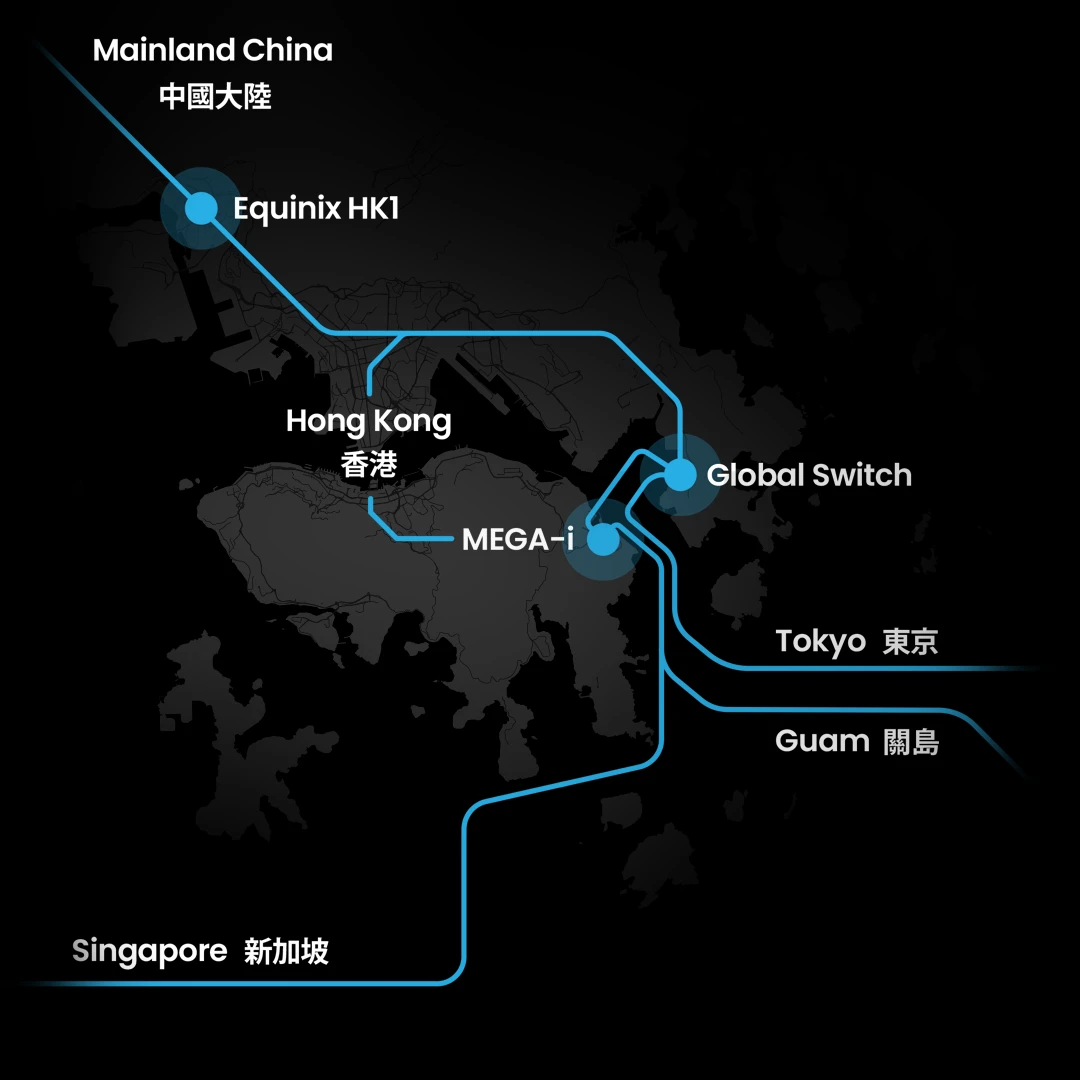 Mainland China
中國大陸
Equinix HK1
Hong Kong
香港
Global Switch
MEGA-i
Tokyo 東京
Guam 關島
Singapore 新加坡